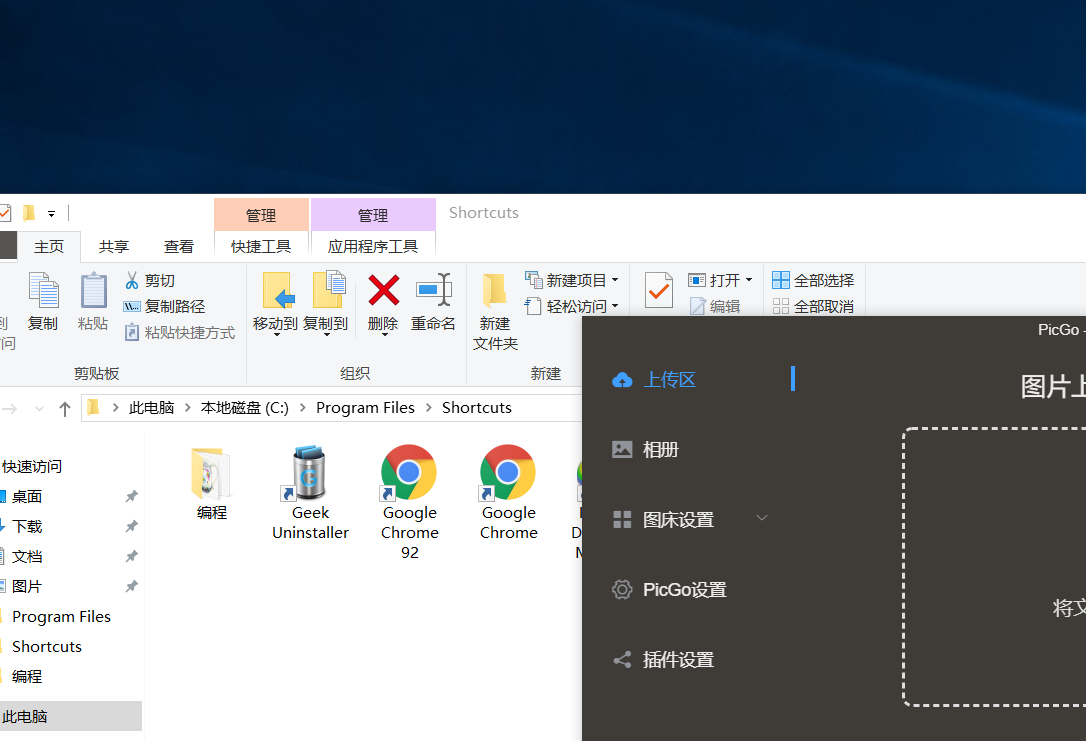 管理
管理
Shortcuts
主页
共享
查看
快捷工具
应用程序工具
复制
粘贴
剪切
复制路径
粘贴快捷方式
剪贴板
移动到
复制到
删除
重命名
组织
新建
文件夹
新建项目
轻松访问
新建
打开
编辑
全部选择
全部取消
此电脑
本地磁盘 (C:)
Program Files
Shortcuts
快速访问
桌面
下载
文档
图片
Program Files
Shortcuts
编程
此电脑
编程
Geek
Uninstaller
Google
Chrome
92
Google
Chrome
PicGo -
上传区
相册
图床设置
PicGo设置
插件设置
图片上
将文